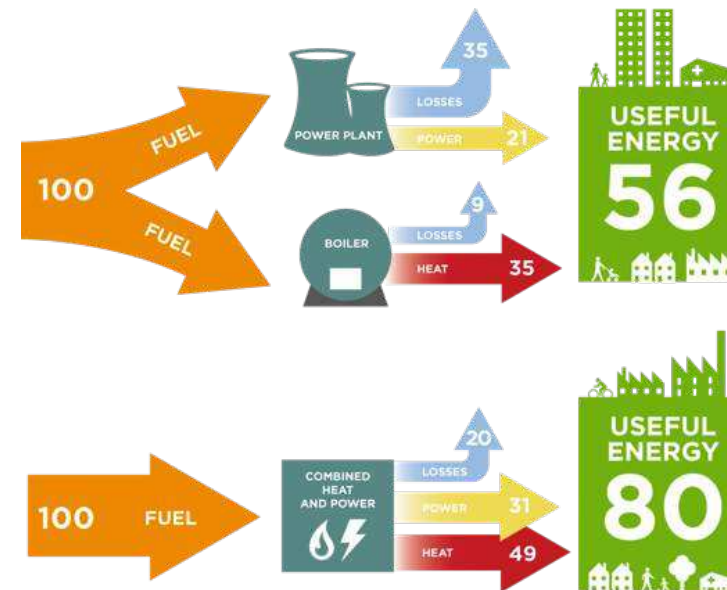 35
LOSSES
POWER PLANT
POWER 21
FUEL
100
FUEL
USEFUL
ENERGY
56
9
LOSSES
BOILER
HEAT 35
20
LOSSES
COMBINED
HEAT
AND POWER
POWER 31
HEAT 49
100 FUEL
USEFUL
ENERGY
80